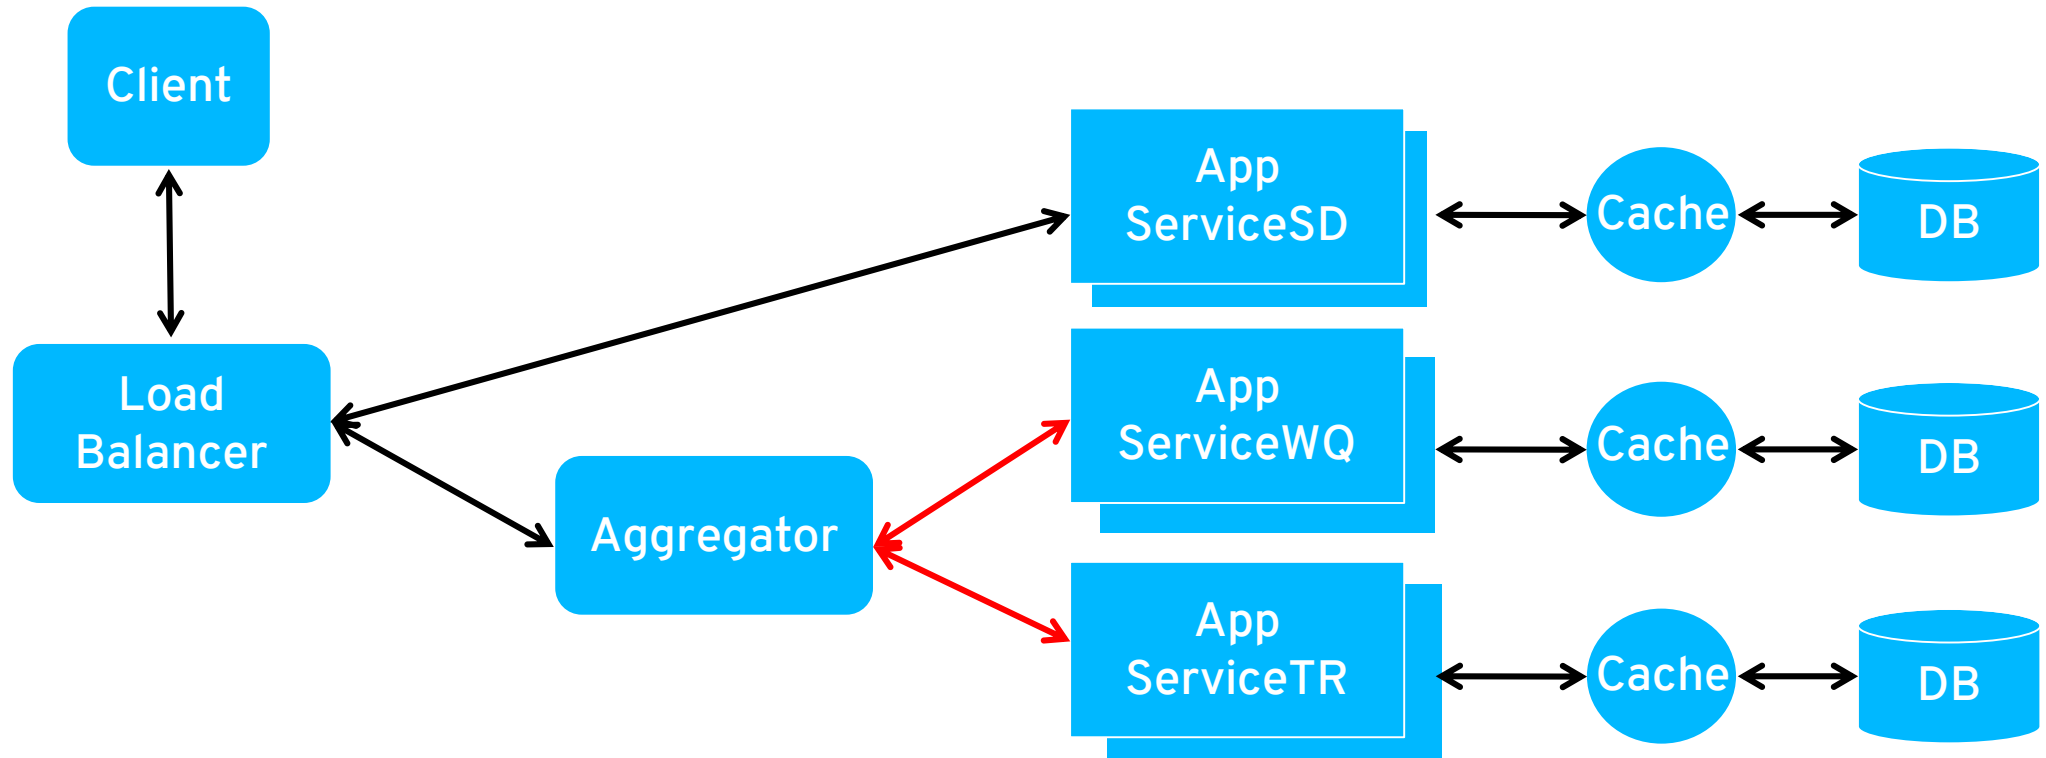 Client
Load
Balancer
Aggregator
App
ServiceSD
Cache
DB
App
ServiceWQ
Cache
DB
App
ServiceTR
Cache
DB